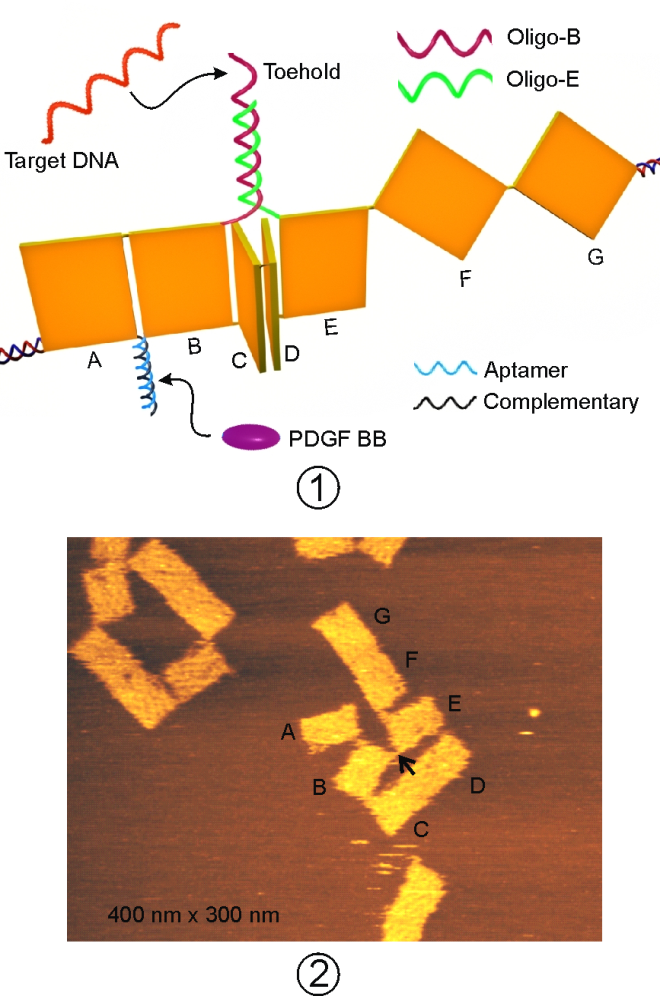 Oligo-B
Toehold
Oligo-E
Target DNA
F
G
A
B
C
D
E
Aptamer
Complementary
PDGF BB
1
G
F
E
A
B
D
C
400 nm x 300 nm
2